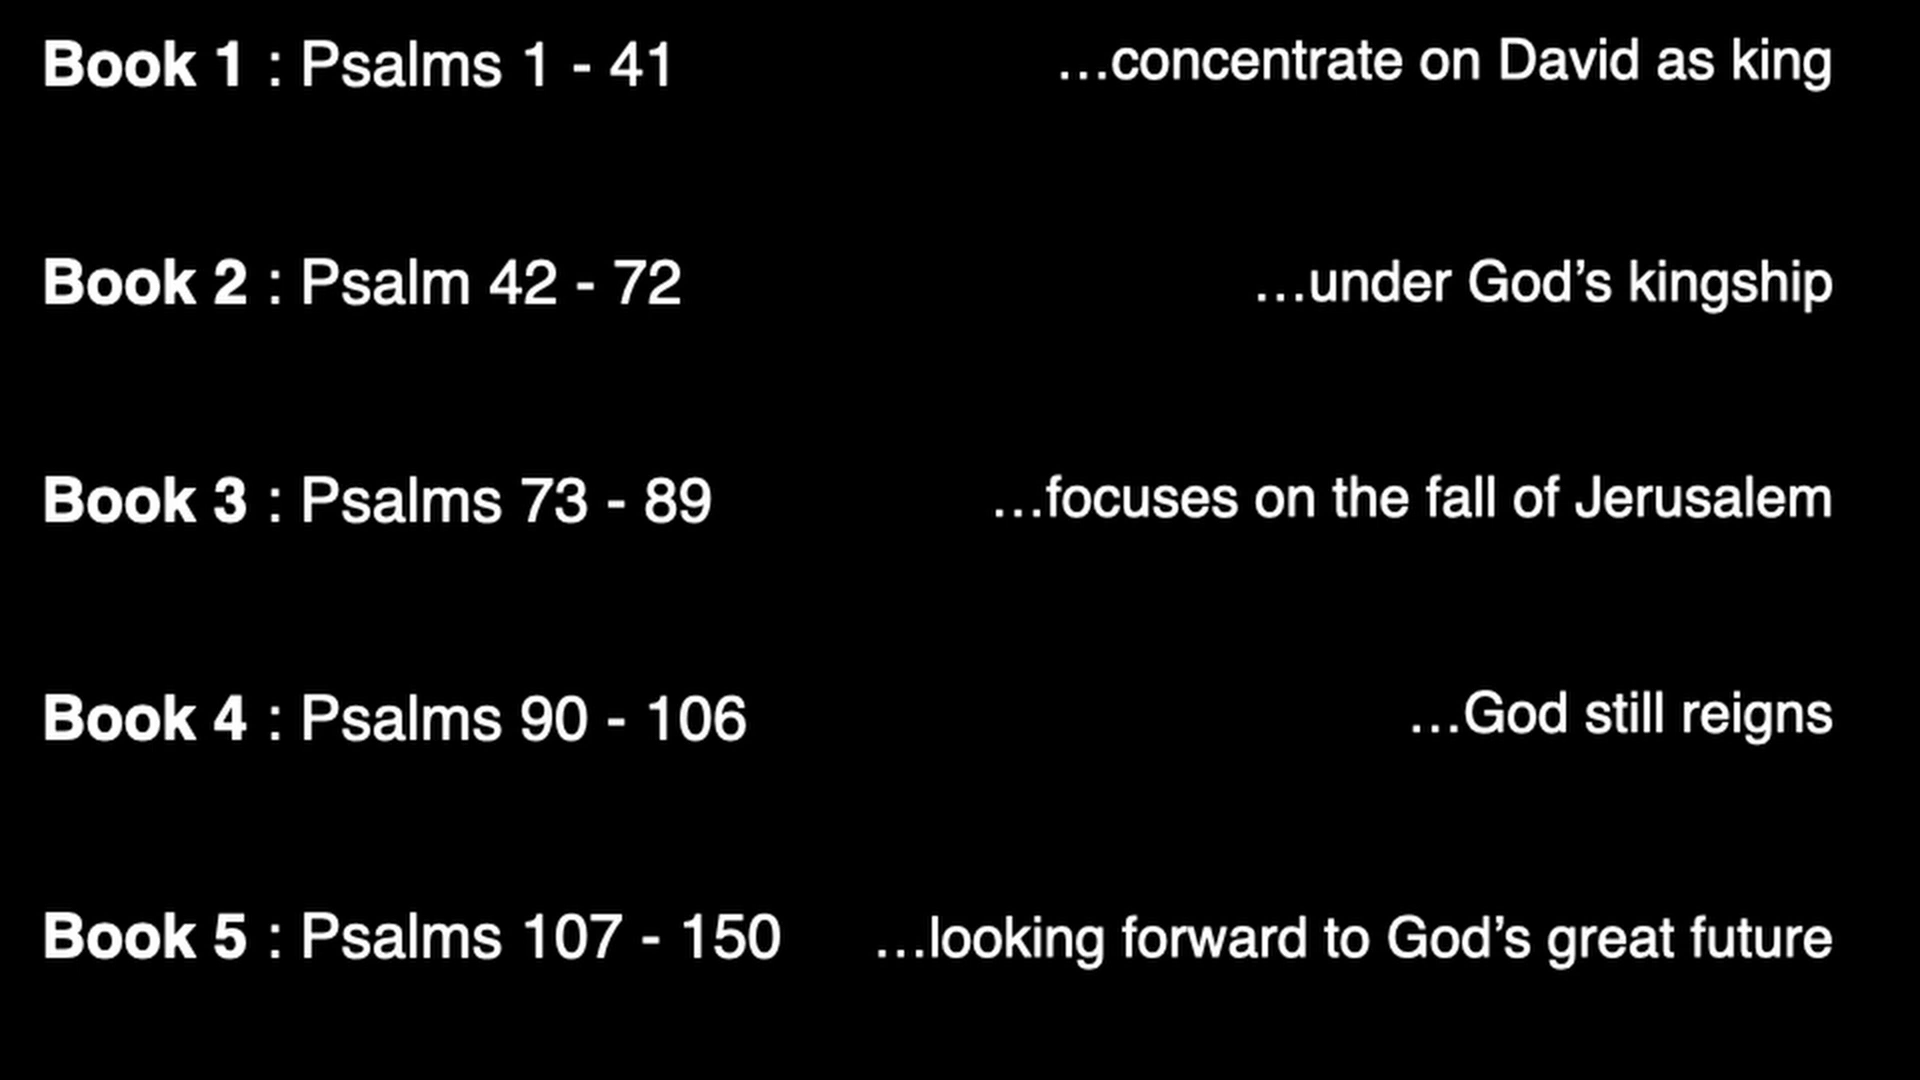 Book 1 : Psalms 1 - 41 …concentrate on David as king
Book 2 : Psalm 42 - 72 …under God’s kingship
Book 3 : Psalms 73 - 89 …focuses on the fall of Jerusalem
Book 4 : Psalms 90 - 106 …God still reigns
Book 5 : Psalms 107 - 150 …looking forward to God’s great future